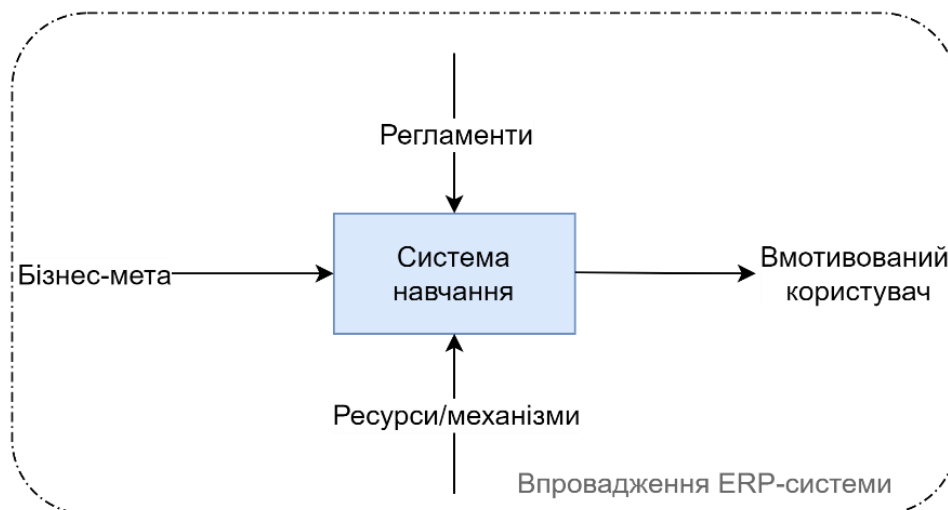 Регламенти
Бізнес-мета
Система
навчання
Вмотивований
користувач
Ресурси/механізми
Впровадження ERP-системи